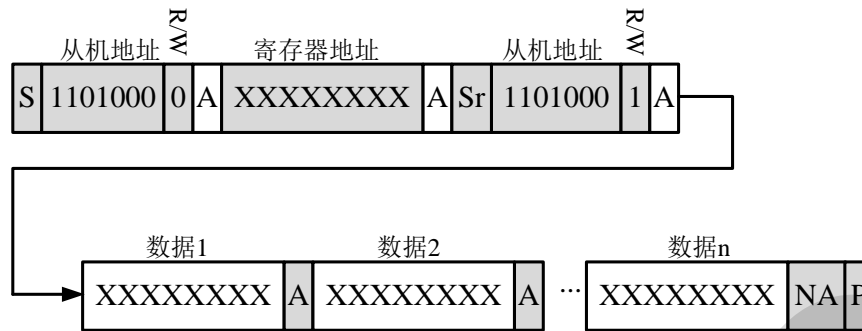 从机地址 R/W 寄存器地址 从机地址 R/W
S 1101000 0 A XXXXXXXX A Sr 1101000 1 A
数据1 数据2 数据n
XXXXXXXX A XXXXXXXX A ... XXXXXXXX NA P